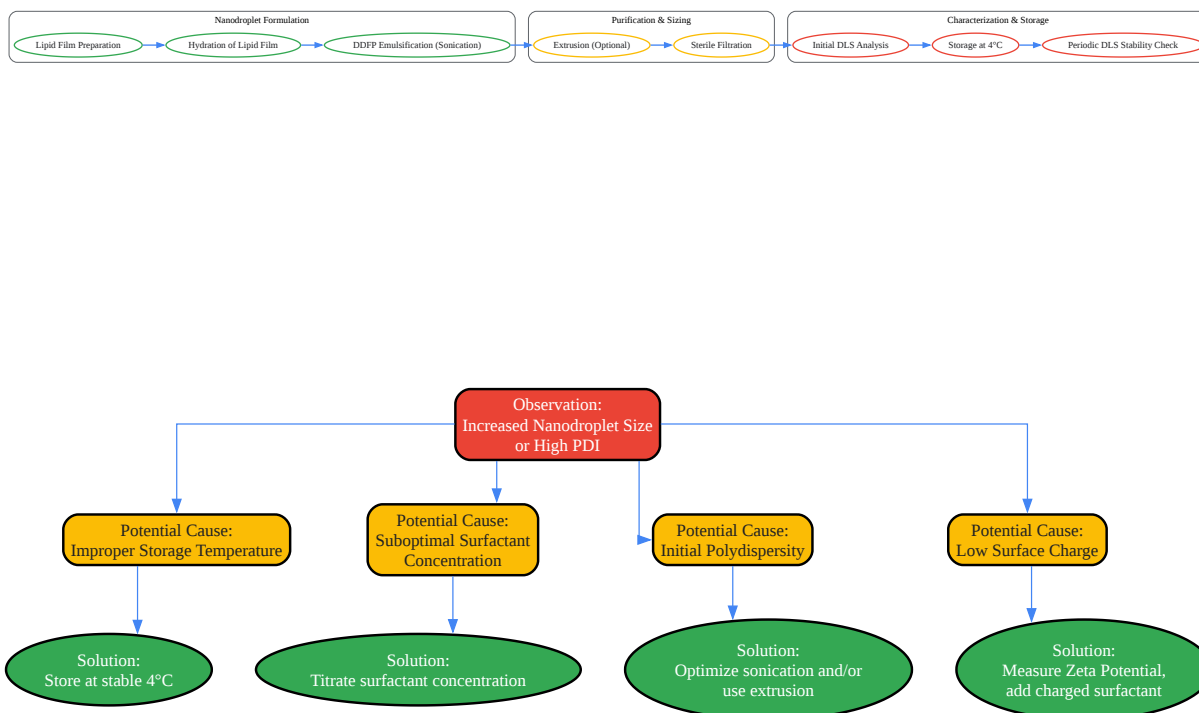 Nanodroplet Formulation
Purification & Sizing
Characterization & Storage
Lipid Film Preparation
Hydration of Lipid Film
DDFP Emulsification (Sonication)
Extrusion (Optional)
Sterile Filtration
Initial DLS Analysis
Storage at 4°C
Periodic DLS Stability Check
Observation:
Increased Nanodroplet Size
or High PDI
Potential Cause:
Improper Storage Temperature
Potential Cause:
Suboptimal Surfactant
Concentration
Potential Cause:
Initial Polydispersity
Potential Cause:
Low Surface Charge
Solution:
Store at stable 4°C
Solution:
Titrate surfactant concentration
Solution:
Optimize sonication and/or
use extrusion
Solution:
Measure Zeta Potential,
add charged surfactant